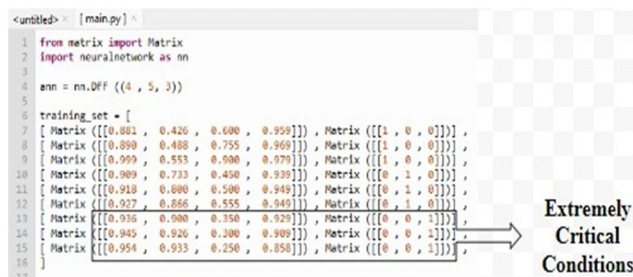 <untitled> × [main.py] ×
1 from matrix import Matrix
2 import neuralnetwork as nn
3
4 ann = nn.DFF ((4 , 5, 3))
5
6 training_set = [
7 [ Matrix ([[0.881 , 0.426 , 0.600 , 0.959]]) , Matrix ([[1 , 0 , 0]])] ,
8 [ Matrix ([[0.890 , 0.488 , 0.755 , 0.969]]) , Matrix ([[1 , 0 , 0]])] ,
9 [ Matrix ([[0.999 , 0.553 , 0.900 , 0.979]]) , Matrix ([[1 , 0 , 0]])] ,
10 [ Matrix ([[0.909 , 0.733 , 0.450 , 0.939]]) , Matrix ([[0 , 1 , 0]])] ,
11 [ Matrix ([[0.918 , 0.800 , 0.500 , 0.949]]) , Matrix ([[0 , 1 , 0]])] ,
12 [ Matrix ([[0.927 , 0.866 , 0.555 , 0.949]]) , Matrix ([[0 , 1 , 0]])] ,
13 [ Matrix ([[0.936 , 0.900 , 0.350 , 0.929]]) , Matrix ([[0 , 0 , 1]])] ,
14 [ Matrix ([[0.945 , 0.926 , 0.300 , 0.909]]) , Matrix ([[0 , 0 , 1]])] ,
15 [ Matrix ([[0.954 , 0.933 , 0.250 , 0.858]]) , Matrix ([[0 , 0 , 1]])] ,
16 ]
Extremely
Critical
Conditions